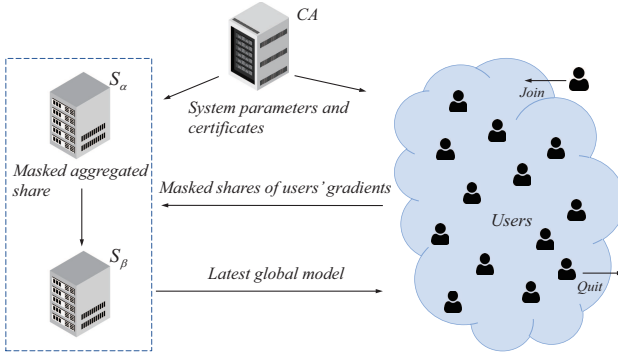 CA
Sα
Join
System parameters and
certificates
Masked aggregated
share
Masked shares of users' gradients
Users
Sβ
Latest global model
Quit